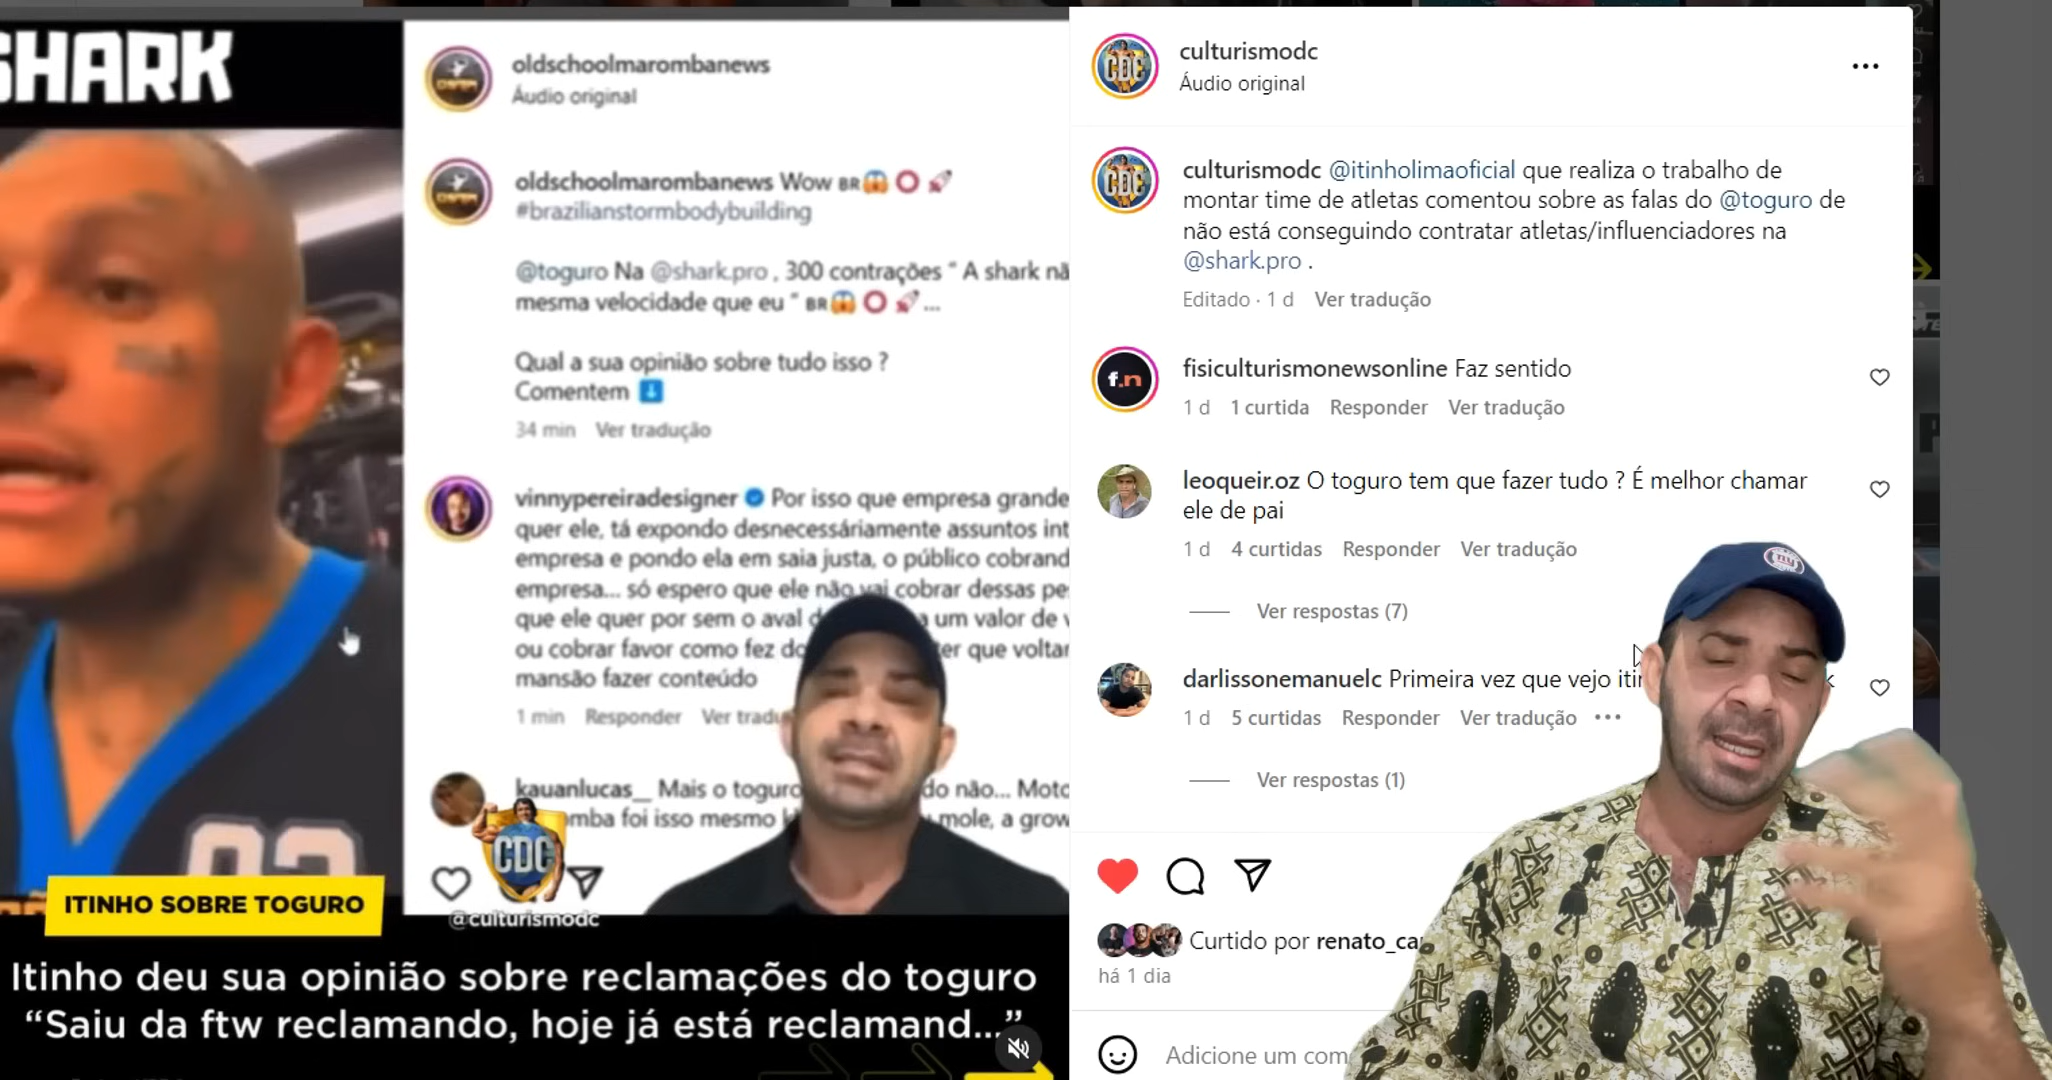 SHARK
oldschoolmarombanews
Áudio original
oldschoolmarombanews Wow BR😱⭕🚀
#brazilianstormbodybuilding
@toguro Na @shark.pro , 300 contrações " A shark nã
mesma velocidade que eu " BR😱⭕🚀 ...
Qual a sua opinião sobre tudo isso ?
Comentem ⬇️
34 min Ver tradução
vinnypereiradesigner Por isso que empresa grande
quer ele, tá expondo desnecessáriamente assuntos int
empresa e pondo ela em saia justa, o público cobrand
empresa... só espero que ele não vai cobrar dessas pe
que ele quer por sem o aval d um valor de v
ou cobrar favor como fez do ter que voltar
mansão fazer conteúdo
1 min Responder Ver tradu
kauanlucas_ Mais o toguro do não... Moto
omba foi isso mesmo mole, a grow
CDC
@culturismodc
ITINHO SOBRE TOGURO
Itinho deu sua opinião sobre reclamações do toguro
“Saiu da ftw reclamando, hoje já está reclamand...”
CDC
culturismodc
Áudio original
CDC
culturismodc @itinholimaoficial que realiza o trabalho de
montar time de atletas comentou sobre as falas do @toguro de
não está conseguindo contratar atletas/influenciadores na
@shark.pro .
Editado · 1 d Ver tradução
f.n
fisiculturismonewsonline Faz sentido
1 d 1 curtida Responder Ver tradução
leoqueir.oz O toguro tem que fazer tudo ? É melhor chamar
ele de pai
1 d 4 curtidas Responder Ver tradução
Ver respostas (7)
darlissonemanuelc Primeira vez que vejo itin k
1 d 5 curtidas Responder Ver tradução ...
Ver respostas (1)
Curtido por renato_ca
há 1 dia
Adicione um com